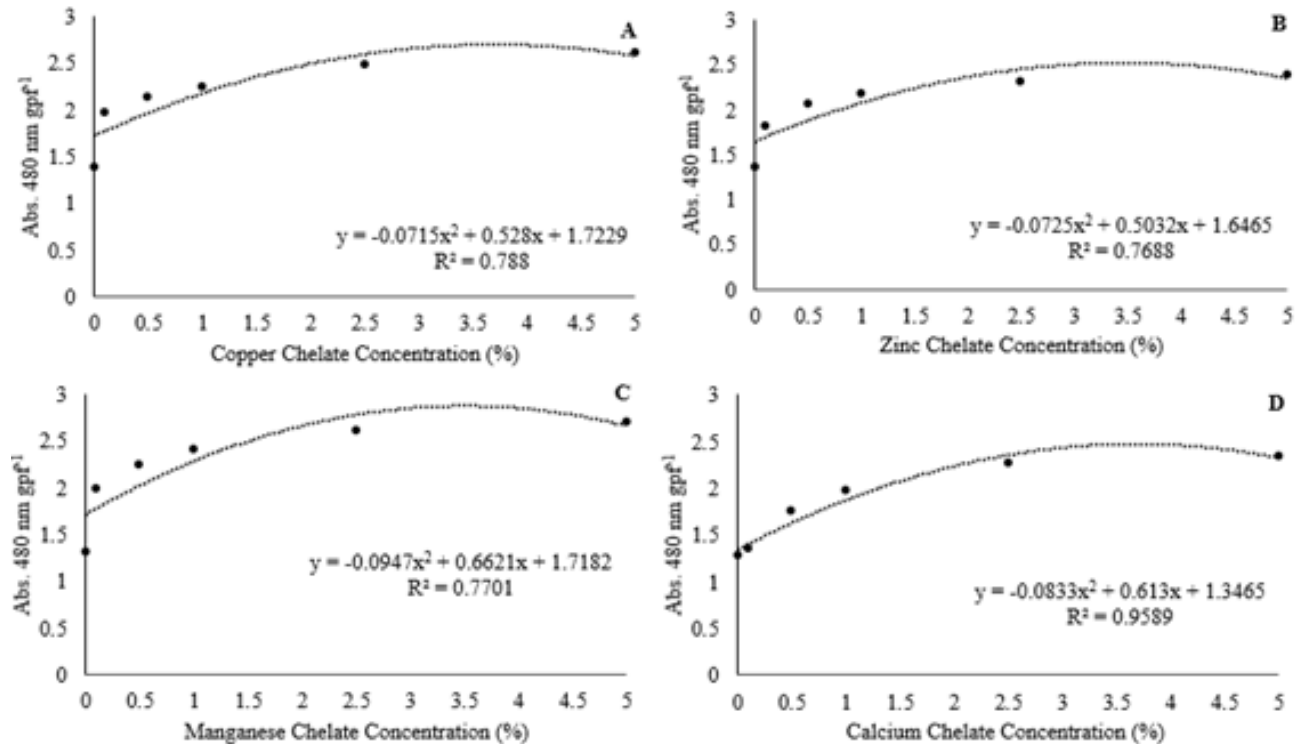 A
Abs. 480 nm gpf⁻¹
3
2.5
2
1.5
1
0.5
0
y = -0.0715x² + 0.528x + 1.7229
R² = 0.788
0 0.5 1 1.5 2 2.5 3 3.5 4 4.5 5
Copper Chelate Concentration (%)
B
Abs. 480 nm gpf⁻¹
3
2.5
2
1.5
1
0.5
0
y = -0.0725x² + 0.5032x + 1.6465
R² = 0.7688
0 0.5 1 1.5 2 2.5 3 3.5 4 4.5 5
Zinc Chelate Concentration (%)
C
Abs. 480 nm gpf⁻¹
3
2.5
2
1.5
1
0.5
0
y = -0.0947x² + 0.6621x + 1.7182
R² = 0.7701
0 0.5 1 1.5 2 2.5 3 3.5 4 4.5 5
Manganese Chelate Concentration (%)
D
Abs. 480 nm gpf⁻¹
3
2.5
2
1.5
1
0.5
0
y = -0.0833x² + 0.613x + 1.3465
R² = 0.9589
0 0.5 1 1.5 2 2.5 3 3.5 4 4.5 5
Calcium Chelate Concentration (%)